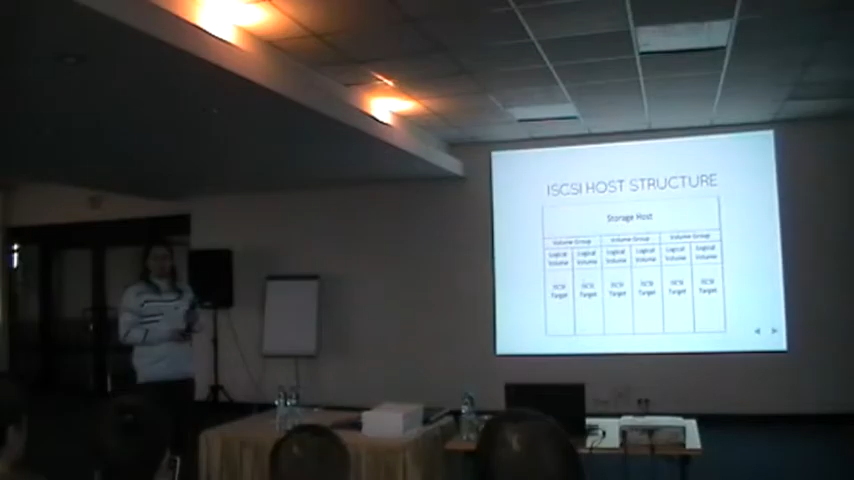 ISCSI HOST STRUCTURE
Storage Host
Volume Group Volume Group Volume Group
Logical Logical Logical Logical Logical Logical
Volume Volume Volume Volume Volume Volume
iSCSI iSCSI iSCSI iSCSI iSCSI iSCSI
Target Target Target Target Target Target